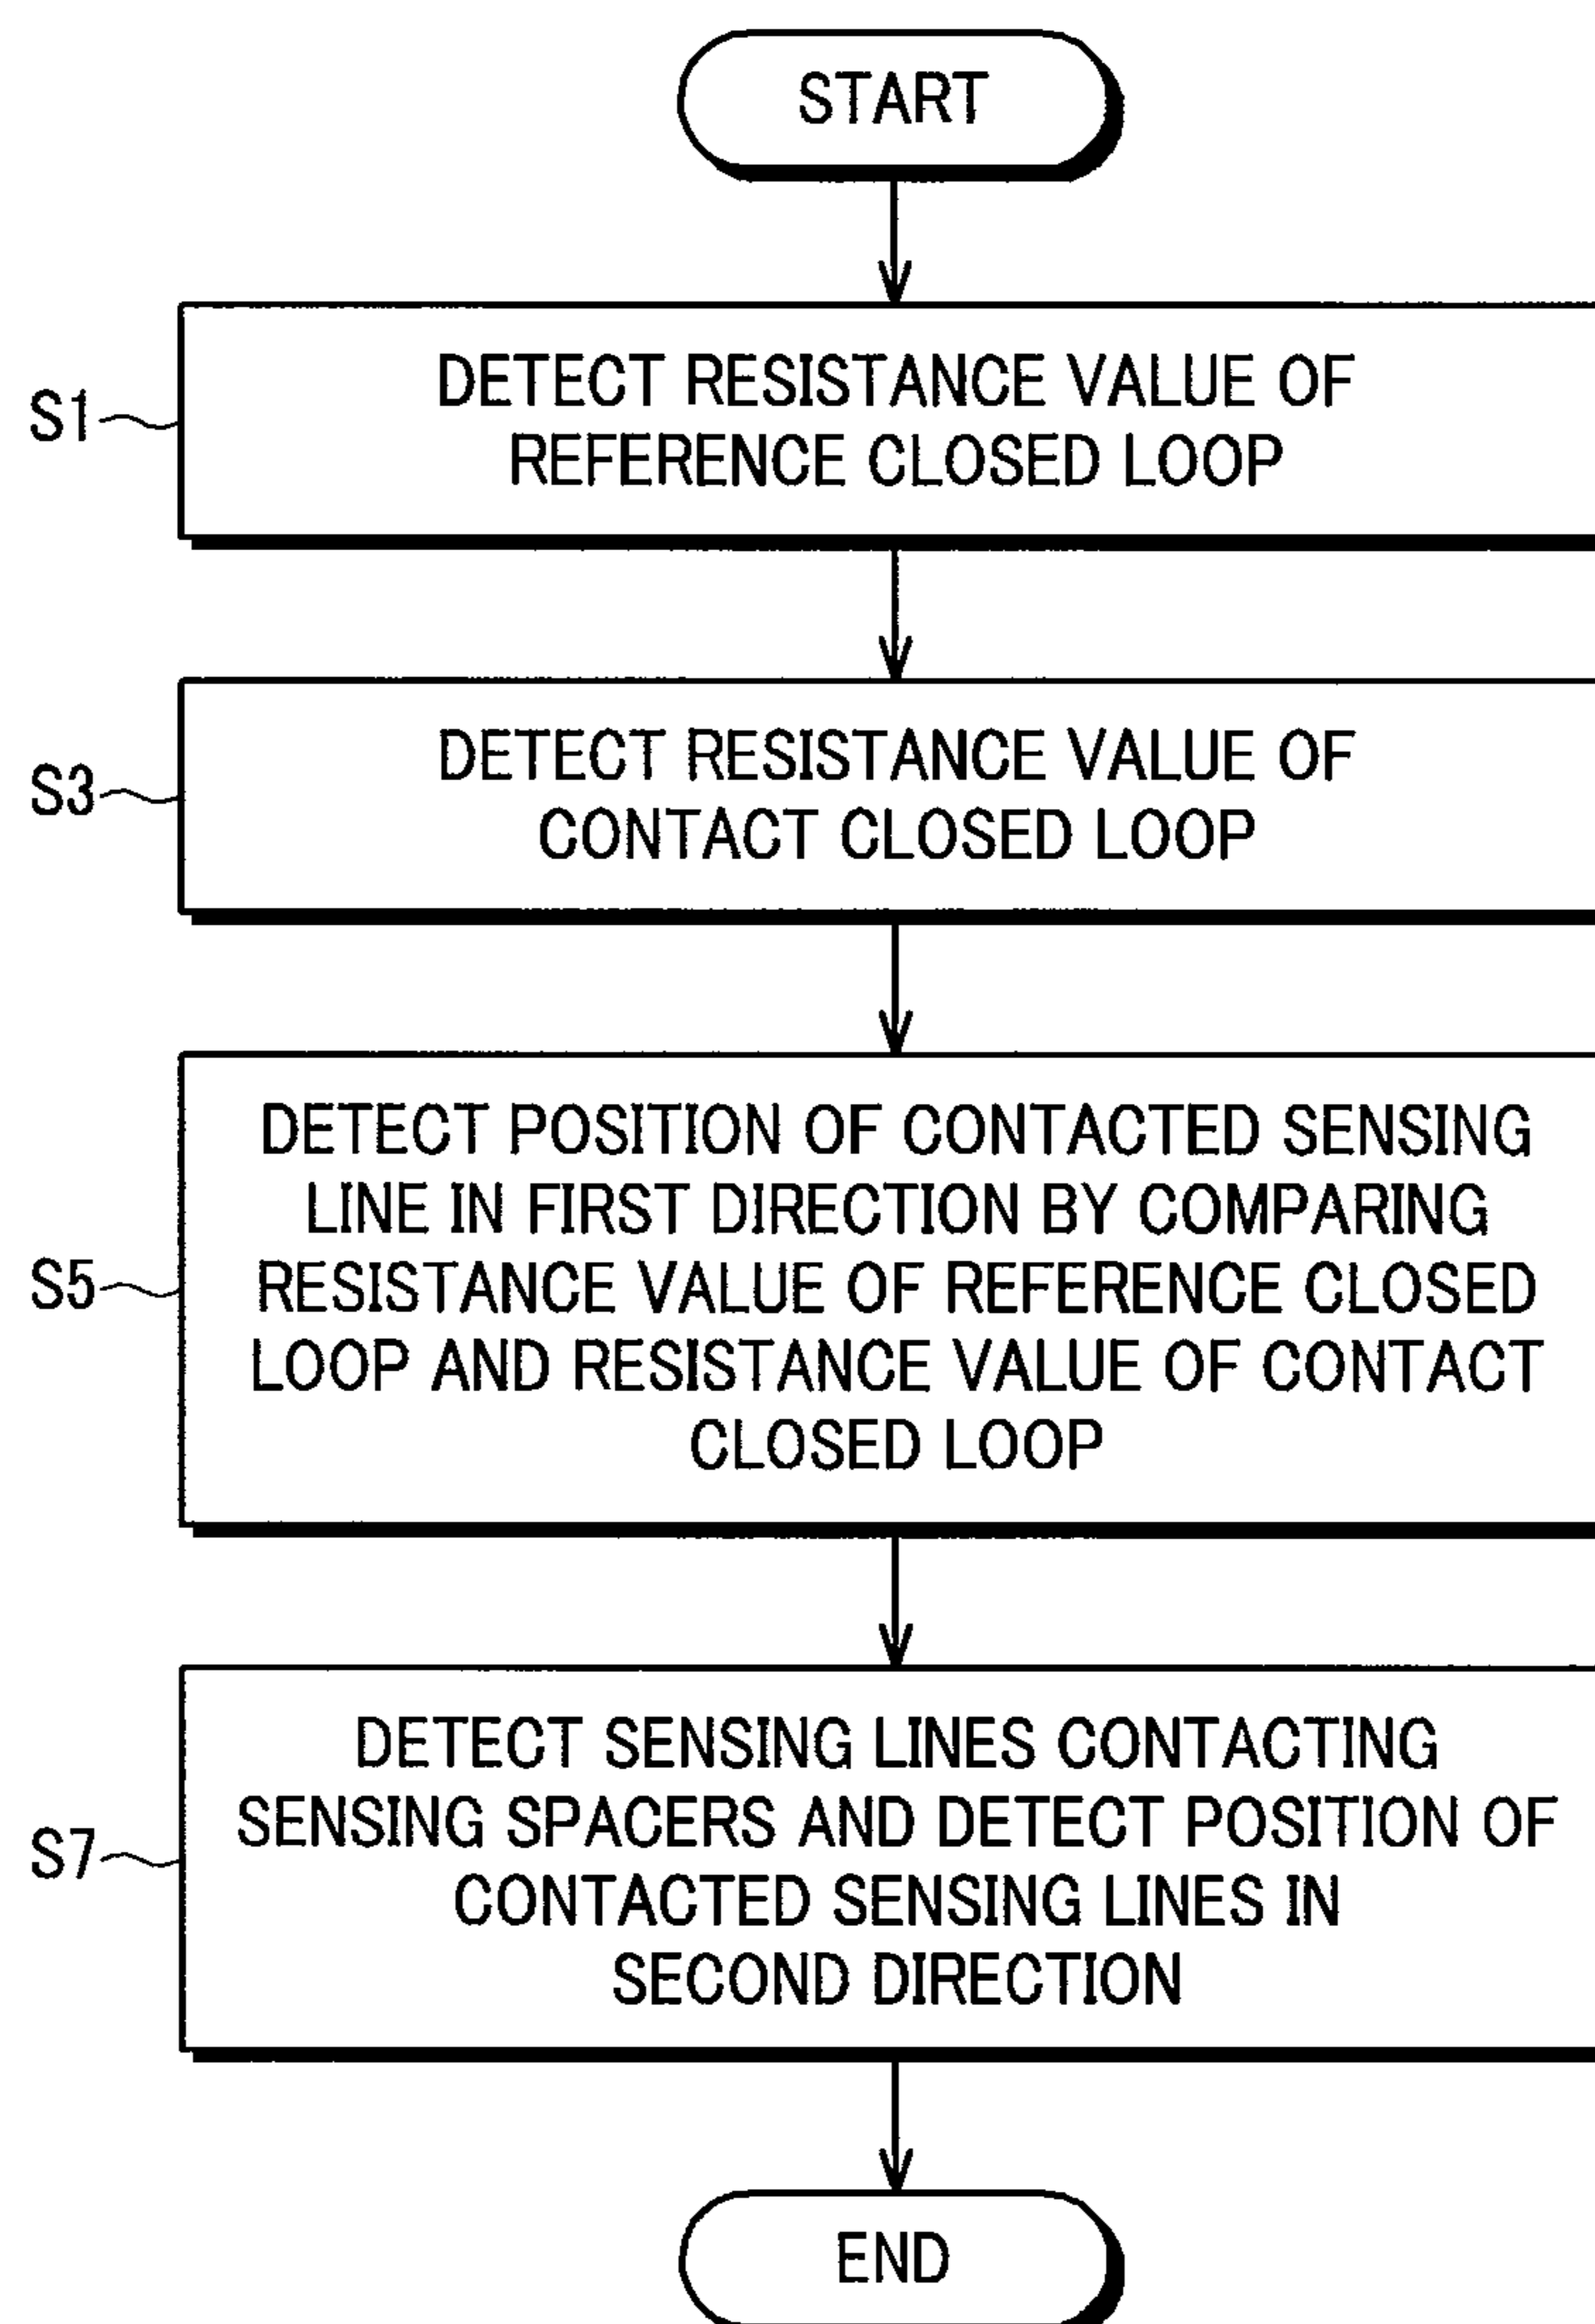 START
S1
DETECT RESISTANCE VALUE OF
REFERENCE CLOSED LOOP
S3
DETECT RESISTANCE VALUE OF
CONTACT CLOSED LOOP
S5
DETECT POSITION OF CONTACTED SENSING
LINE IN FIRST DIRECTION BY COMPARING
RESISTANCE VALUE OF REFERENCE CLOSED
LOOP AND RESISTANCE VALUE OF CONTACT
CLOSED LOOP
S7
DETECT SENSING LINES CONTACTING
SENSING SPACERS AND DETECT POSITION OF
CONTACTED SENSING LINES IN
SECOND DIRECTION
END